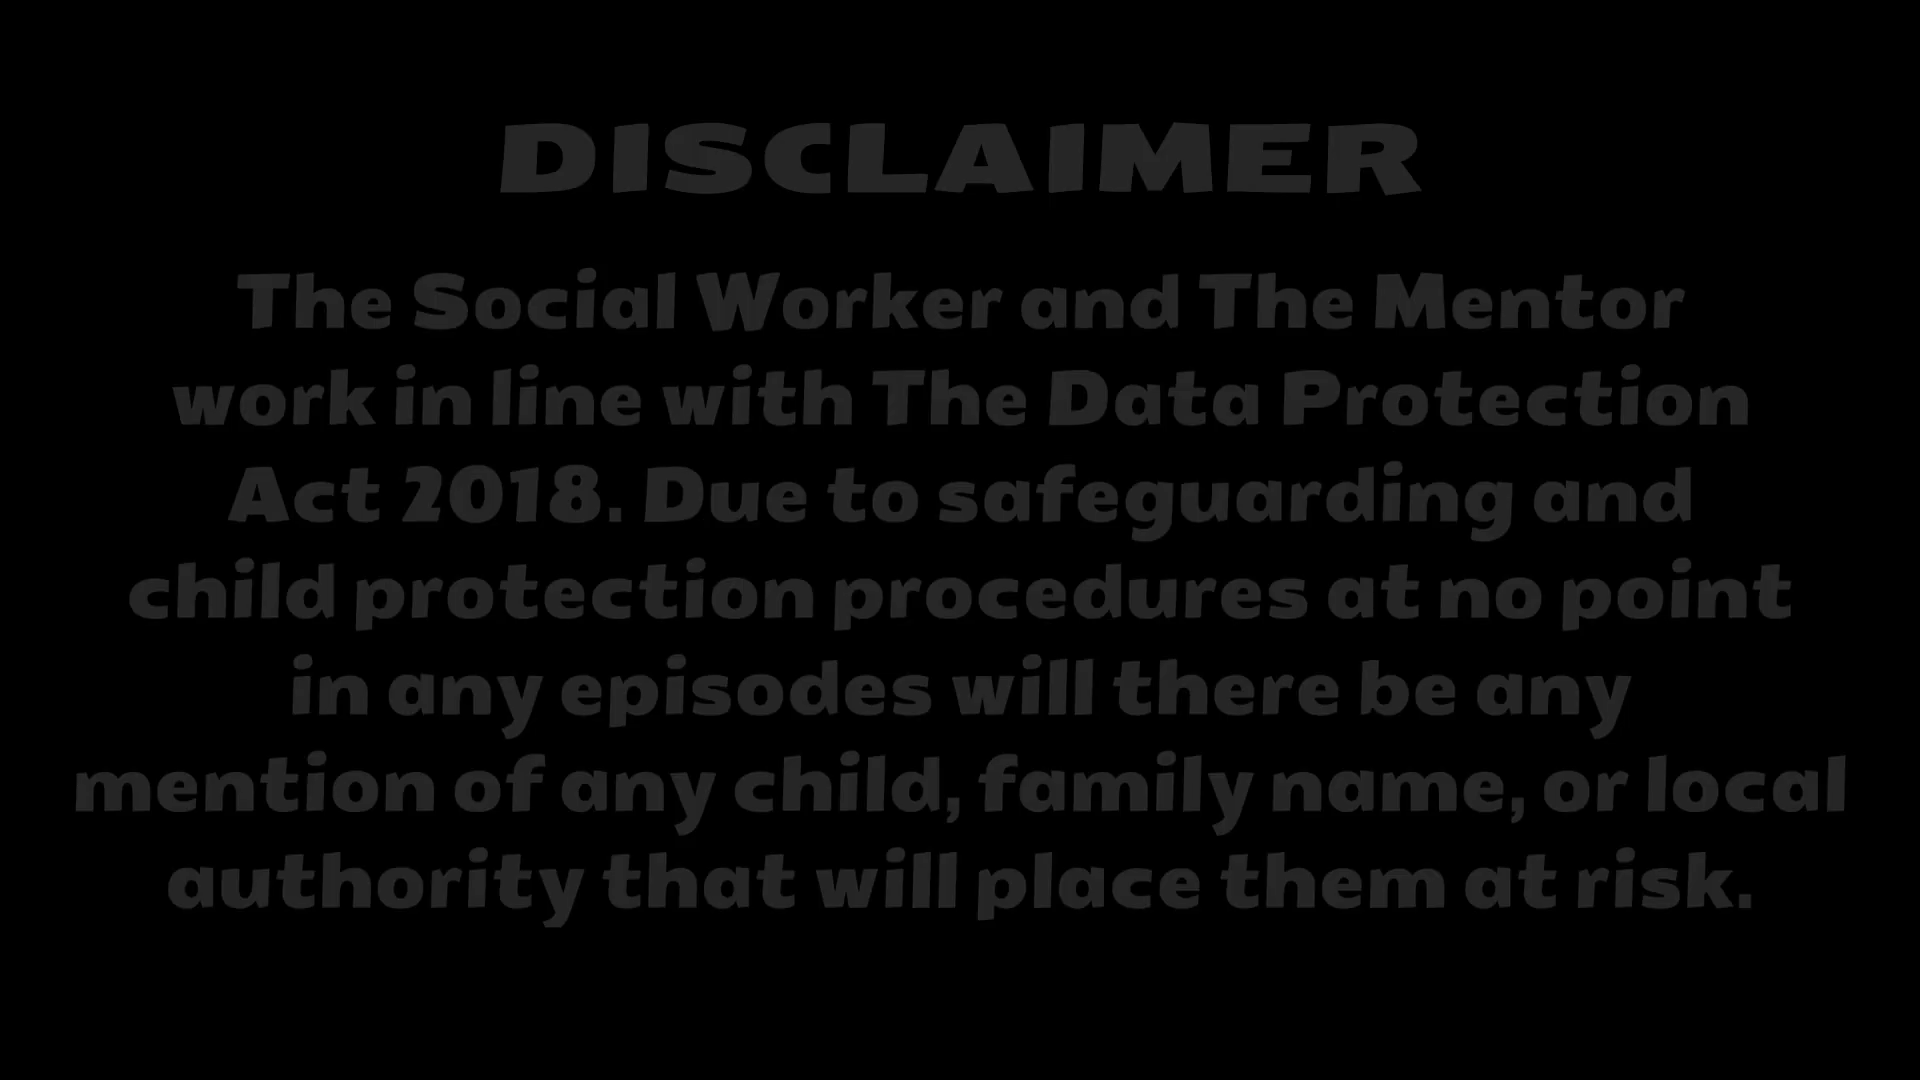 DISCLAIMER
The Social Worker and The Mentor
work in line with The Data Protection
Act 2018. Due to safeguarding and
child protection procedures at no point
in any episodes will there be any
mention of any child, family name, or local
authority that will place them at risk.